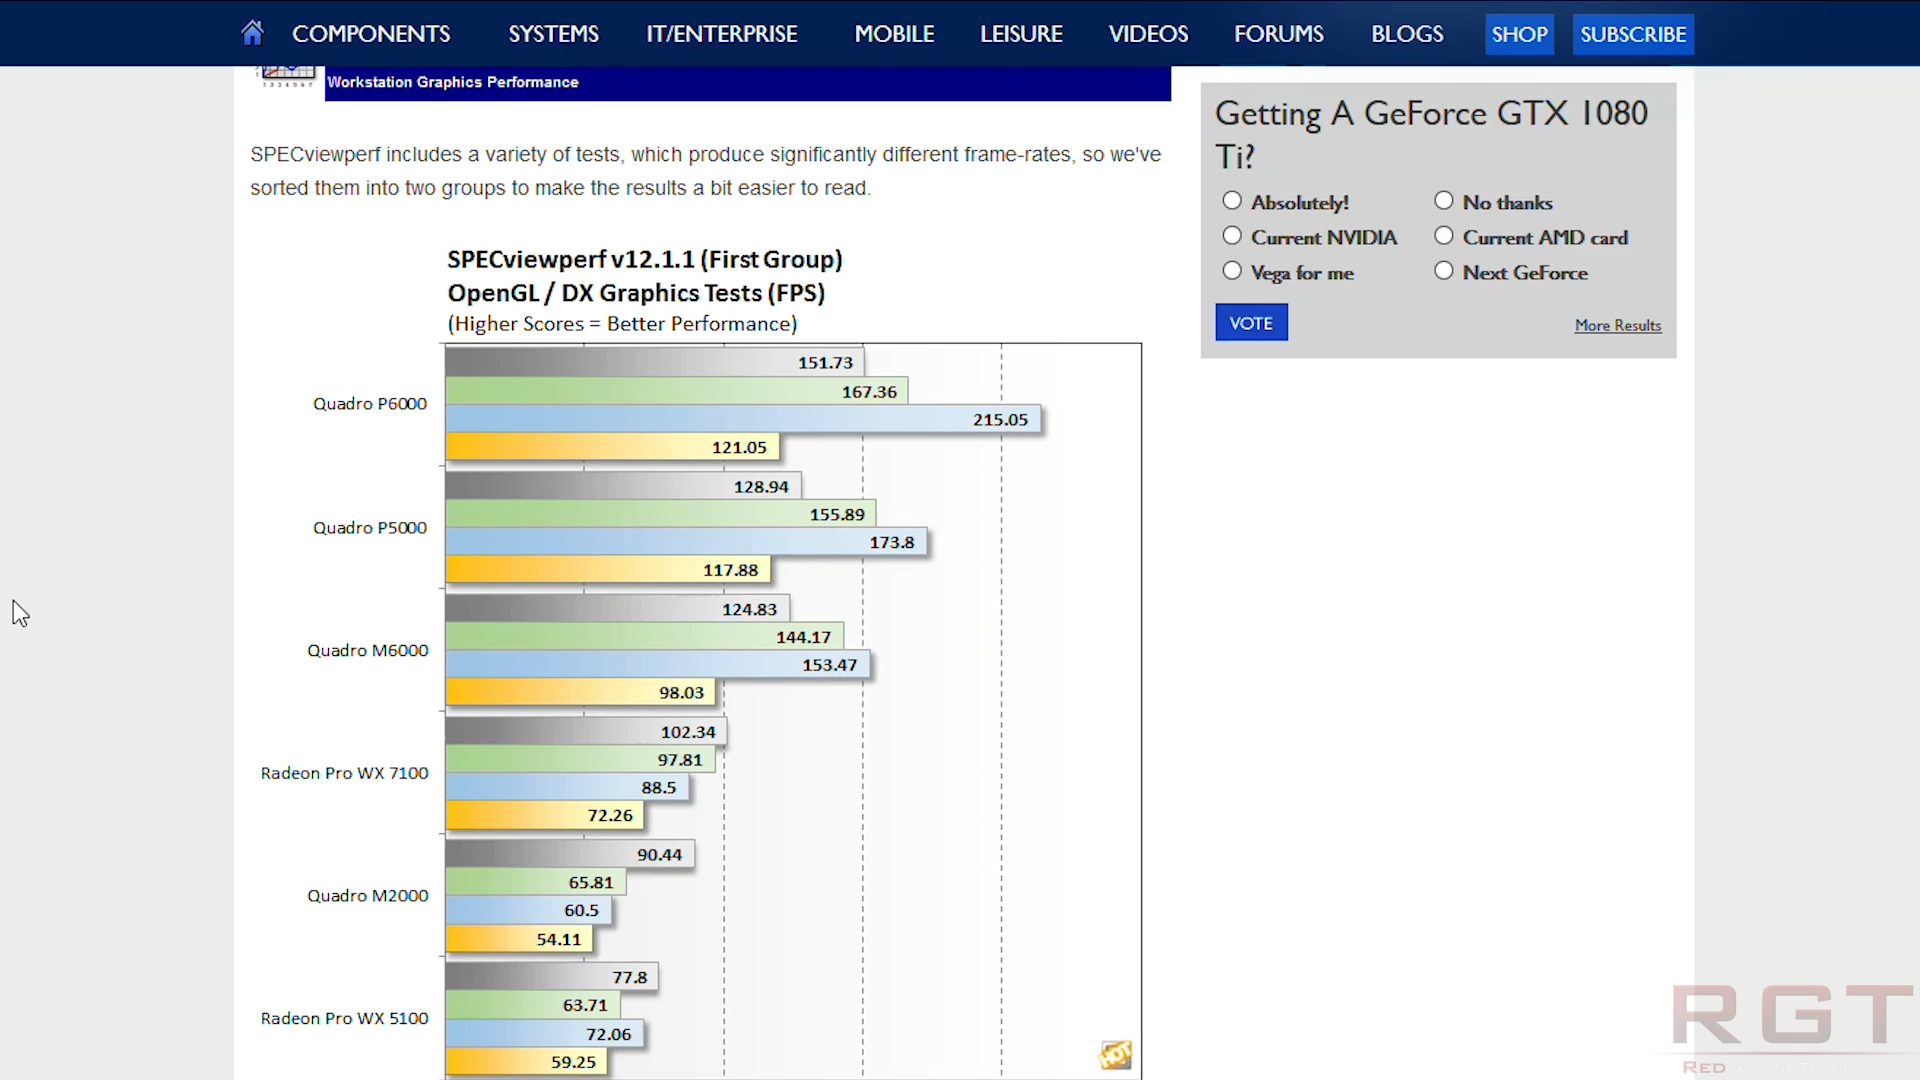 COMPONENTS SYSTEMS IT/ENTERPRISE MOBILE LEISURE VIDEOS FORUMS BLOGS SHOP SUBSCRIBE
Workstation Graphics Performance
SPECviewperf includes a variety of tests, which produce significantly different frame-rates, so we've
sorted them into two groups to make the results a bit easier to read.
SPECviewperf v12.1.1 (First Group)
OpenGL / DX Graphics Tests (FPS)
(Higher Scores = Better Performance)
Quadro P6000
151.73
167.36
215.05
121.05
Quadro P5000
128.94
155.89
173.8
117.88
Quadro M6000
124.83
144.17
153.47
98.03
Radeon Pro WX 7100
102.34
97.81
88.5
72.26
Quadro M2000
90.44
65.81
60.5
54.11
Radeon Pro WX 5100
77.8
63.71
72.06
59.25
HOT
Getting A GeForce GTX 1080
Ti?
Absolutely! No thanks
Current NVIDIA Current AMD card
Vega for me Next GeForce
VOTE More Results
RGT
RED